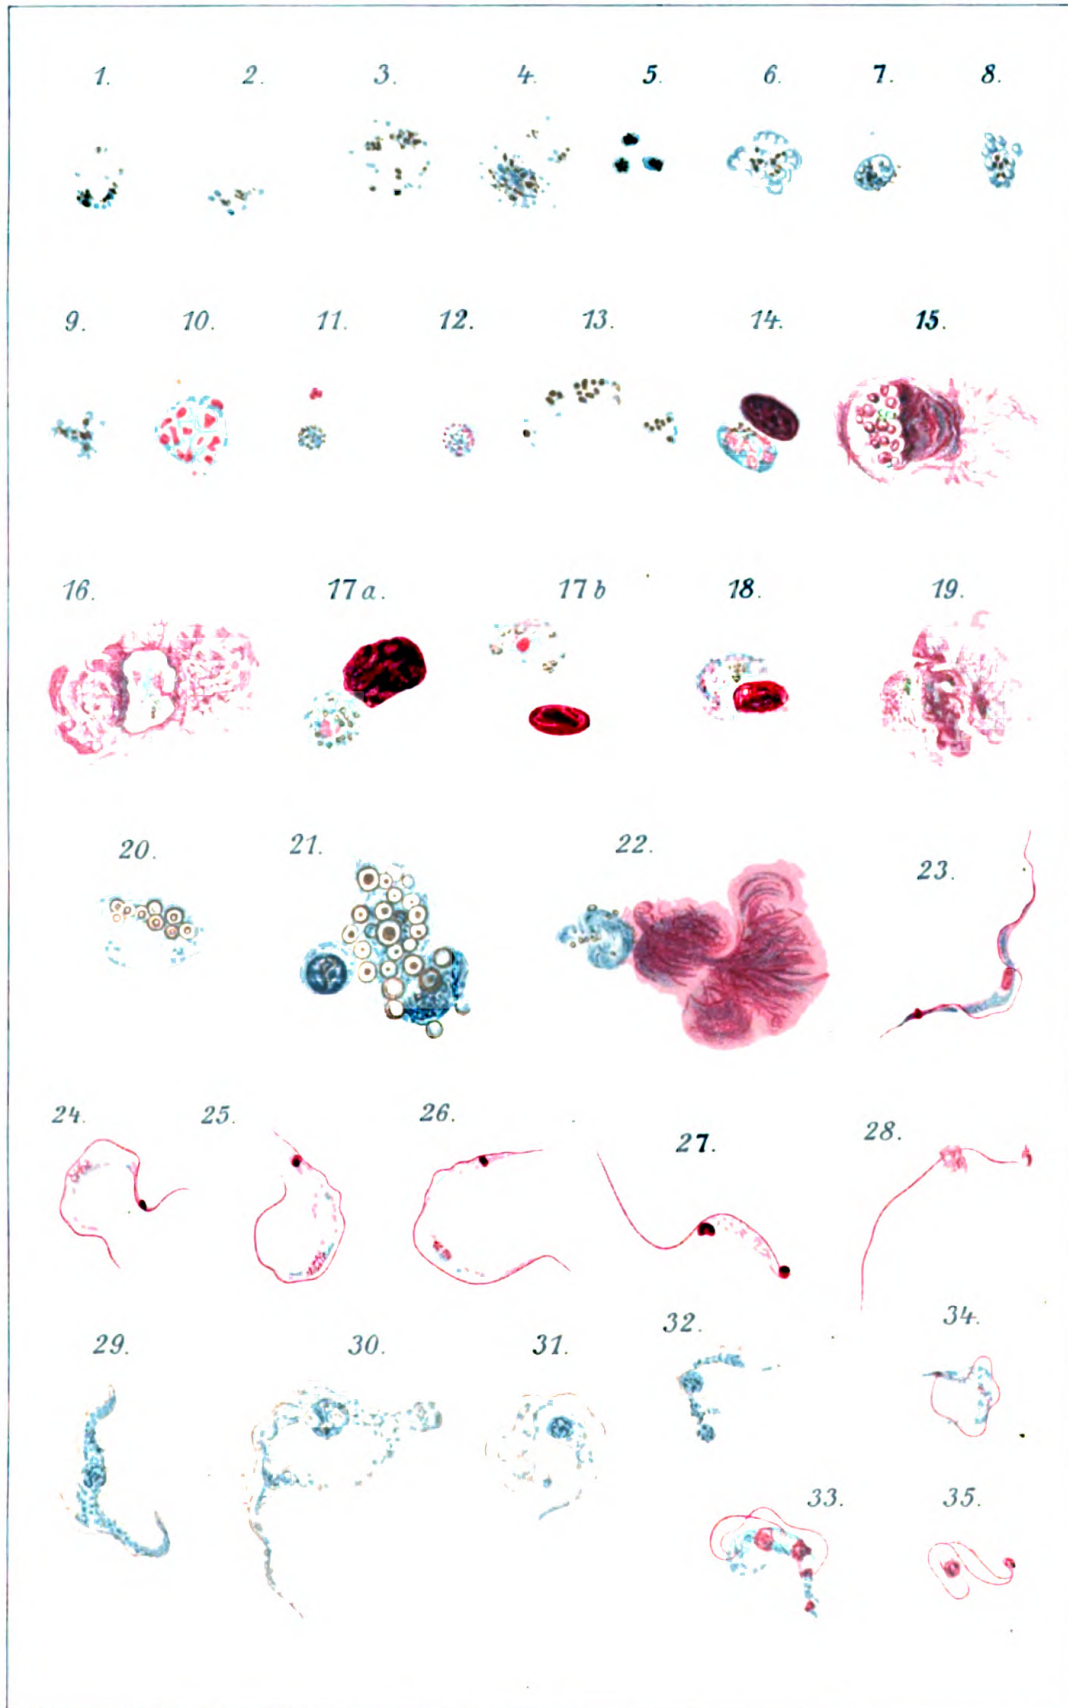 1. 2. 3. 4. 5. 6. 7. 8.
9. 10. 11. 12. 13. 14. 15.
16. 17 a. 17 b 18. 19.
20. 21. 22. 23.
24. 25. 26. 27. 28.
29. 30. 31. 32. 34.
33. 35.